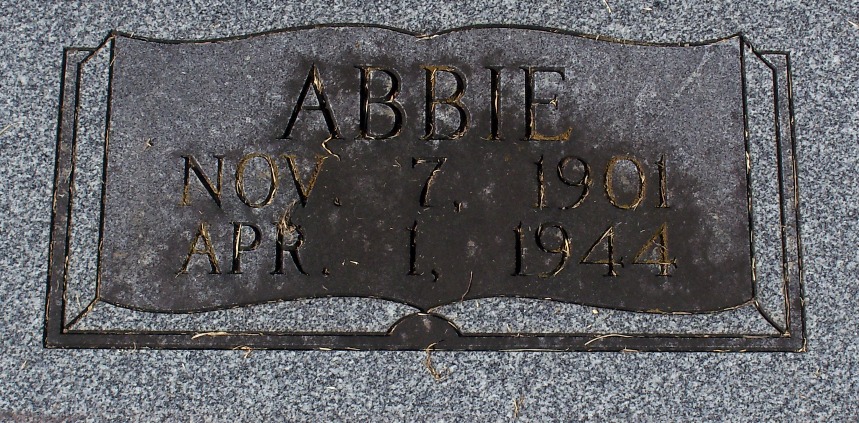 ABBIE
NOV. 7, 1901
APR. 1, 1944